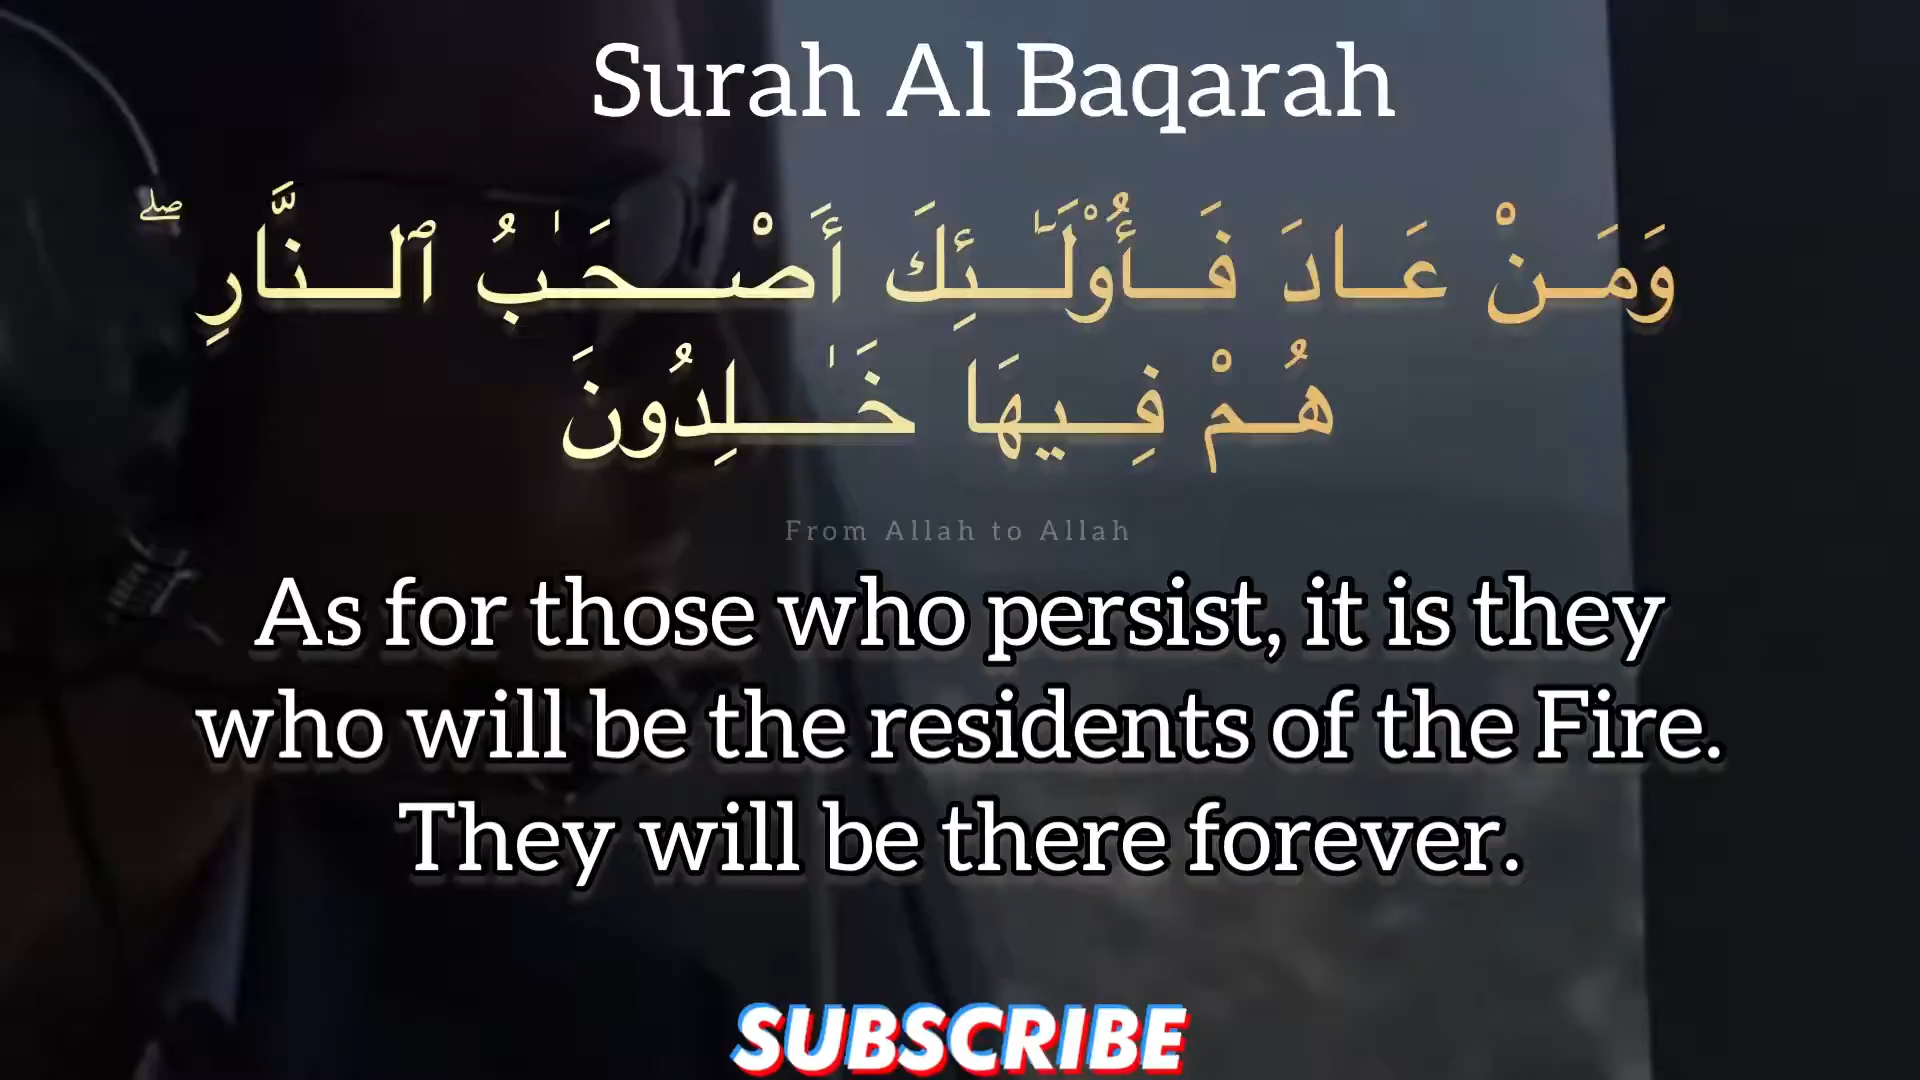 Surah Al Baqarah
وَمَنْ عَادَ فَأُو۟لَـٰٓئِكَ أَصْحَـٰبُ ٱلنَّارِ ۖ
هُمْ فِيهَا خَـٰلِدُونَ
From Allah to Allah
As for those who persist, it is they
who will be the residents of the Fire.
They will be there forever.
SUBSCRIBE